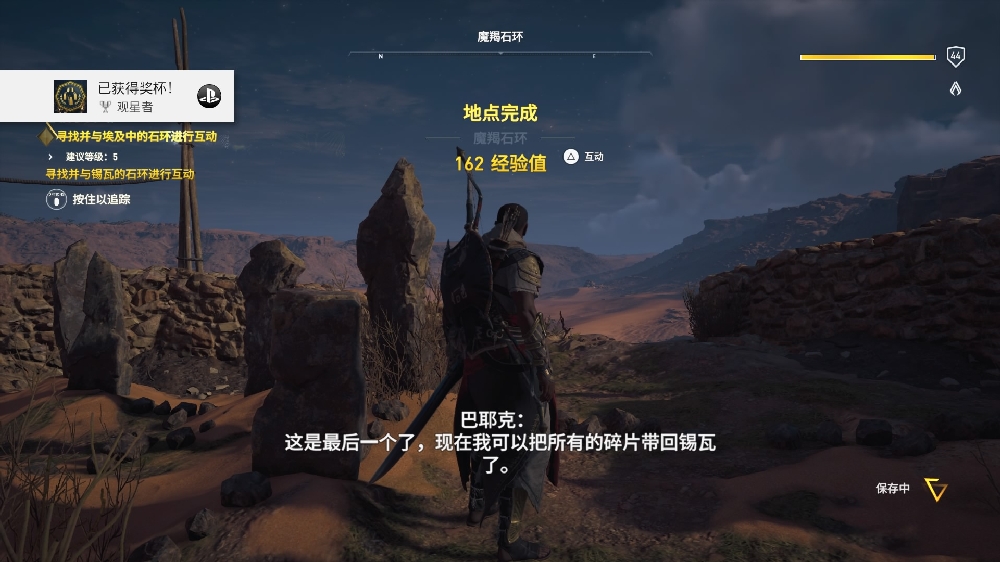 魔羯石环
N
E
44
已获得奖杯！
观星者
地点完成
魔羯石环
162 经验值
互动
寻找并与埃及中的石环进行互动
建议等级：5
寻找并与锡瓦的石环进行互动
按住以追踪
巴耶克：
这是最后一个了，现在我可以把所有的碎片带回锡瓦
了。
保存中